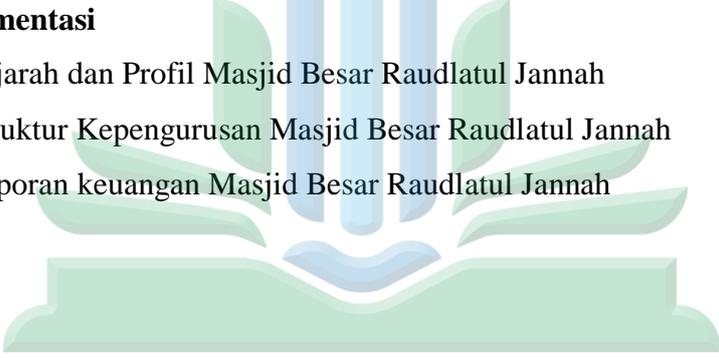 mentasi
jarah dan Profil Masjid Besar Raudlatul Jannah
uktur Kepengurusan Masjid Besar Raudlatul Jannah
poran keuangan Masjid Besar Raudlatul Jannah